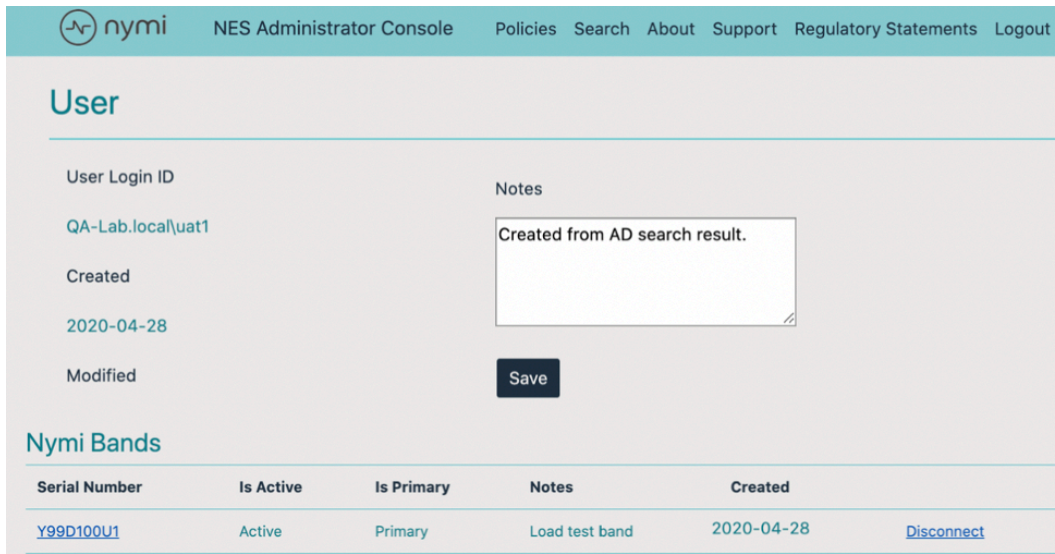 nymi NES Administrator Console Policies Search About Support Regulatory Statements Logout
User
User Login ID
Notes
QA-Lab.local\uat1
Created from AD search result.
Created
2020-04-28
Modified
Save
Nymi Bands
Serial Number Is Active Is Primary Notes Created
Y99D100U1 Active Primary Load test band 2020-04-28 Disconnect